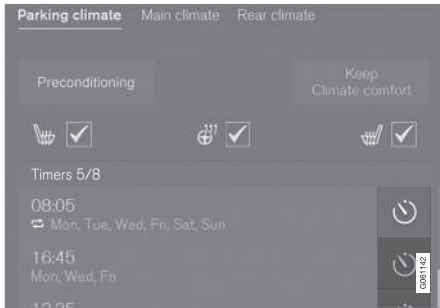 Parking climate Main climate Rear climate
Preconditioning
Keep
Climate comfort
Timers 5/8
08:05
Mon, Tue, Wed, Fri, Sat, Sun
16:45
Mon, Wed, Fri
G061142